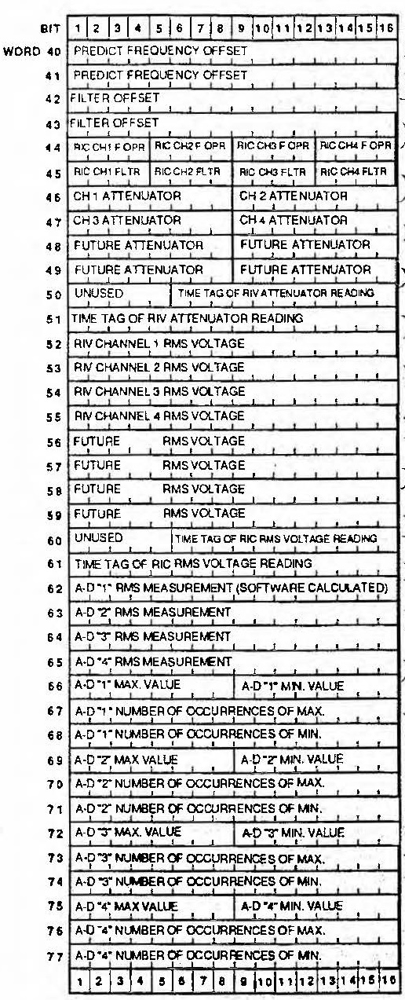 BIT 1 2 3 4 5 6 7 8 9 10 11 12 13 14 15 16
WORD 40 PREDICT FREQUENCY OFFSET
41 PREDICT FREQUENCY OFFSET
42 FILTER OFFSET
43 FILTER OFFSET
44 RIC CH1 F OPR RIC CH2 F OPR RIC CH3 F OPR RIC CH4 F OPR
45 RIC CH1 FLTR RIC CH2 FLTR RIC CH3 FLTR RIC CH4 FLTR
46 CH 1 ATTENUATOR CH 2 ATTENUATOR
47 CH 3 ATTENUATOR CH 4 ATTENUATOR
48 FUTURE ATTENUATOR FUTURE ATTENUATOR
49 FUTURE ATTENUATOR FUTURE ATTENUATOR
50 UNUSED TIME TAG OF RIV ATTENUATOR READING
51 TIME TAG OF RIV ATTENUATOR READING
52 RIV CHANNEL 1 RMS VOLTAGE
53 RIV CHANNEL 2 RMS VOLTAGE
54 RIV CHANNEL 3 RMS VOLTAGE
55 RIV CHANNEL 4 RMS VOLTAGE
56 FUTURE RMS VOLTAGE
57 FUTURE RMS VOLTAGE
58 FUTURE RMS VOLTAGE
59 FUTURE RMS VOLTAGE
60 UNUSED TIME TAG OF RIC RMS VOLTAGE READING
61 TIME TAG OF RIC RMS VOLTAGE READING
62 A-D "1" RMS MEASUREMENT (SOFTWARE CALCULATED)
63 A-D "2" RMS MEASUREMENT
64 A-D "3" RMS MEASUREMENT
65 A-D "4" RMS MEASUREMENT
66 A-D "1" MAX. VALUE A-D "1" MIN. VALUE
67 A-D "1" NUMBER OF OCCURRENCES OF MAX.
68 A-D "1" NUMBER OF OCCURRENCES OF MIN.
69 A-D "2" MAX VALUE A-D "2" MIN. VALUE
70 A-D "2" NUMBER OF OCCURRENCES OF MAX.
71 A-D "2" NUMBER OF OCCURRENCES OF MIN.
72 A-D "3" MAX. VALUE A-D "3" MIN. VALUE
73 A-D "3" NUMBER OF OCCURRENCES OF MAX.
74 A-D "3" NUMBER OF OCCURRENCES OF MIN.
75 A-D "4" MAX VALUE A-D "4" MIN. VALUE
76 A-D "4" NUMBER OF OCCURRENCES OF MAX.
77 A-D "4" NUMBER OF OCCURRENCES OF MIN.
1 2 3 4 5 6 7 8 9 10 11 12 13 14 15 16